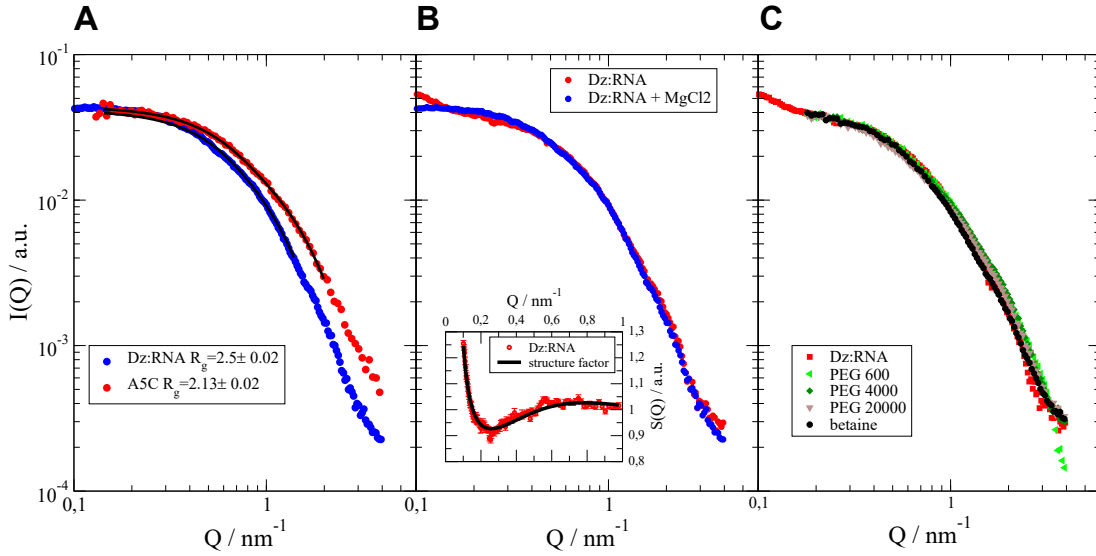 A
B
C
10^-1
10^-2
10^-3
10^-4
I(Q) / a.u.
Dz:RNA R_g=2.5± 0.02
A5C R_g=2.13± 0.02
0,1
1
Q / nm^-1
Dz:RNA
Dz:RNA + MgCl2
Q / nm^-1
0
0,2
0,4
0,6
0,8
1
1,3
1,2
1,1
1
0,9
0,8
S(Q) / a.u.
Dz:RNA
structure factor
0,1
1
Q / nm^-1
Dz:RNA
PEG 600
PEG 4000
PEG 20000
betaine
0,1
1
Q / nm^-1